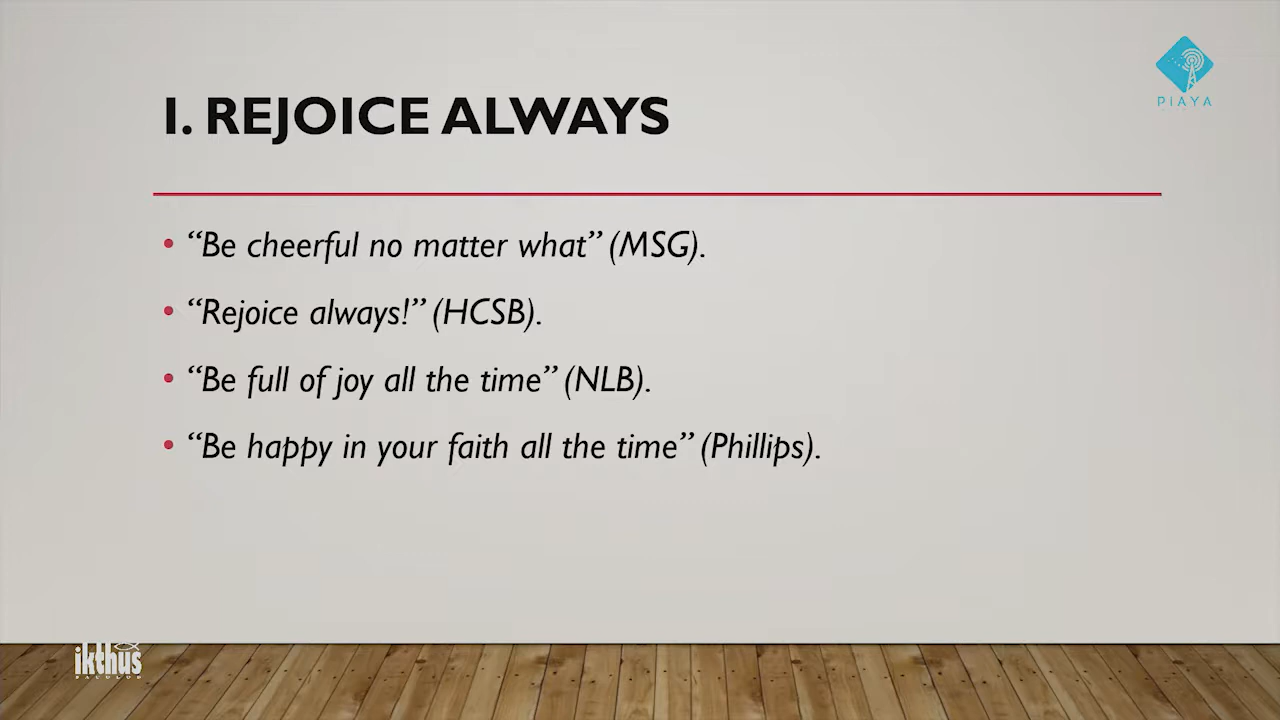 PIAYA
I. REJOICE ALWAYS
• “Be cheerful no matter what” (MSG).
• “Rejoice always!” (HCSB).
• “Be full of joy all the time” (NLB).
• “Be happy in your faith all the time” (Phillips).
ikthus
BACOLOD